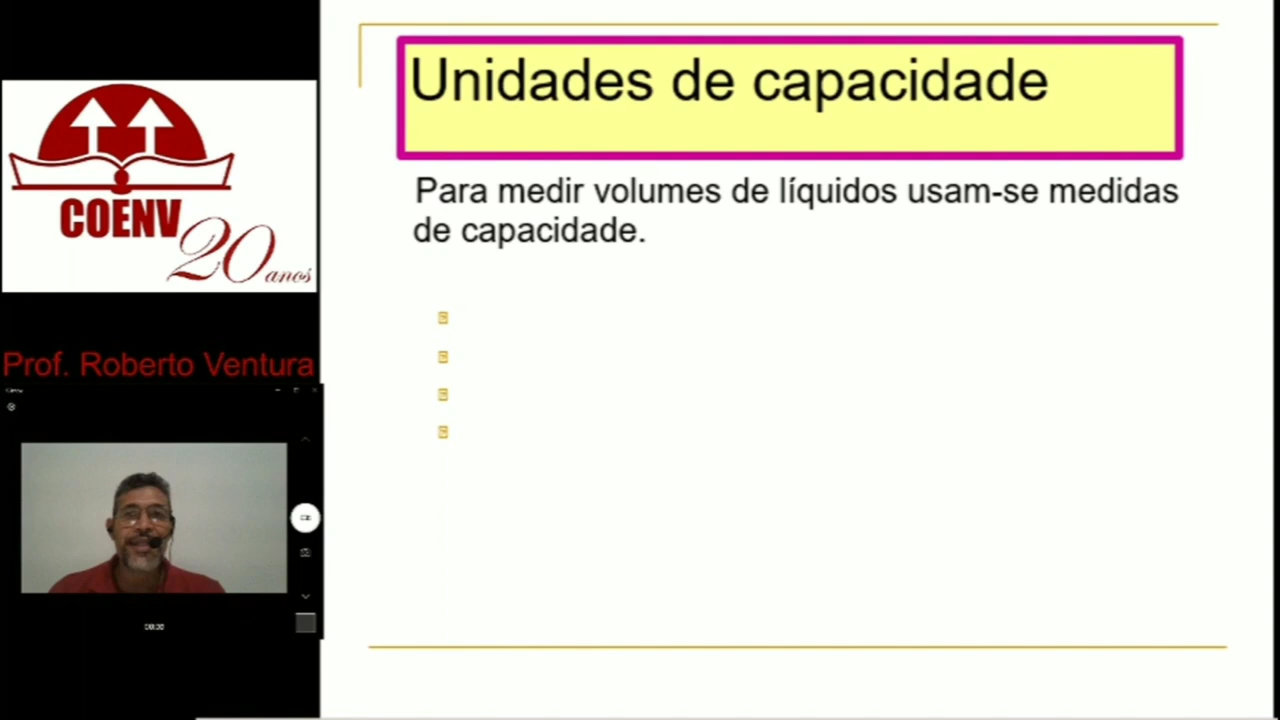 Unidades de capacidade
Para medir volumes de líquidos usam-se medidas
de capacidade.
COENV
20 anos
Prof. Roberto Ventura